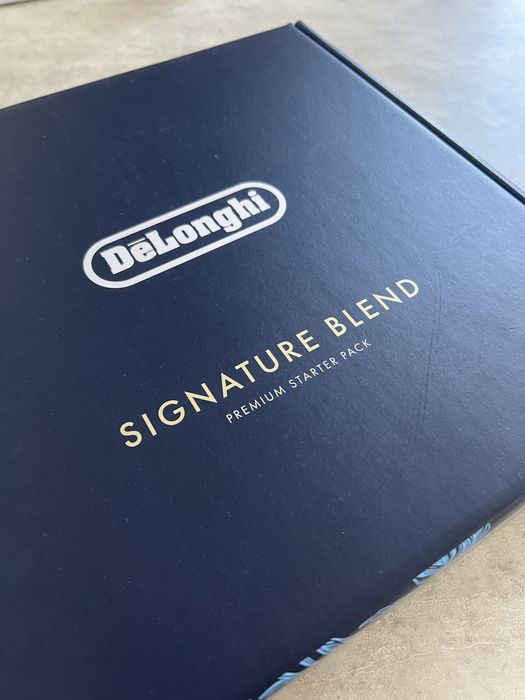 DēLonghi
SIGNATURE BLEND
PREMIUM STARTER PACK